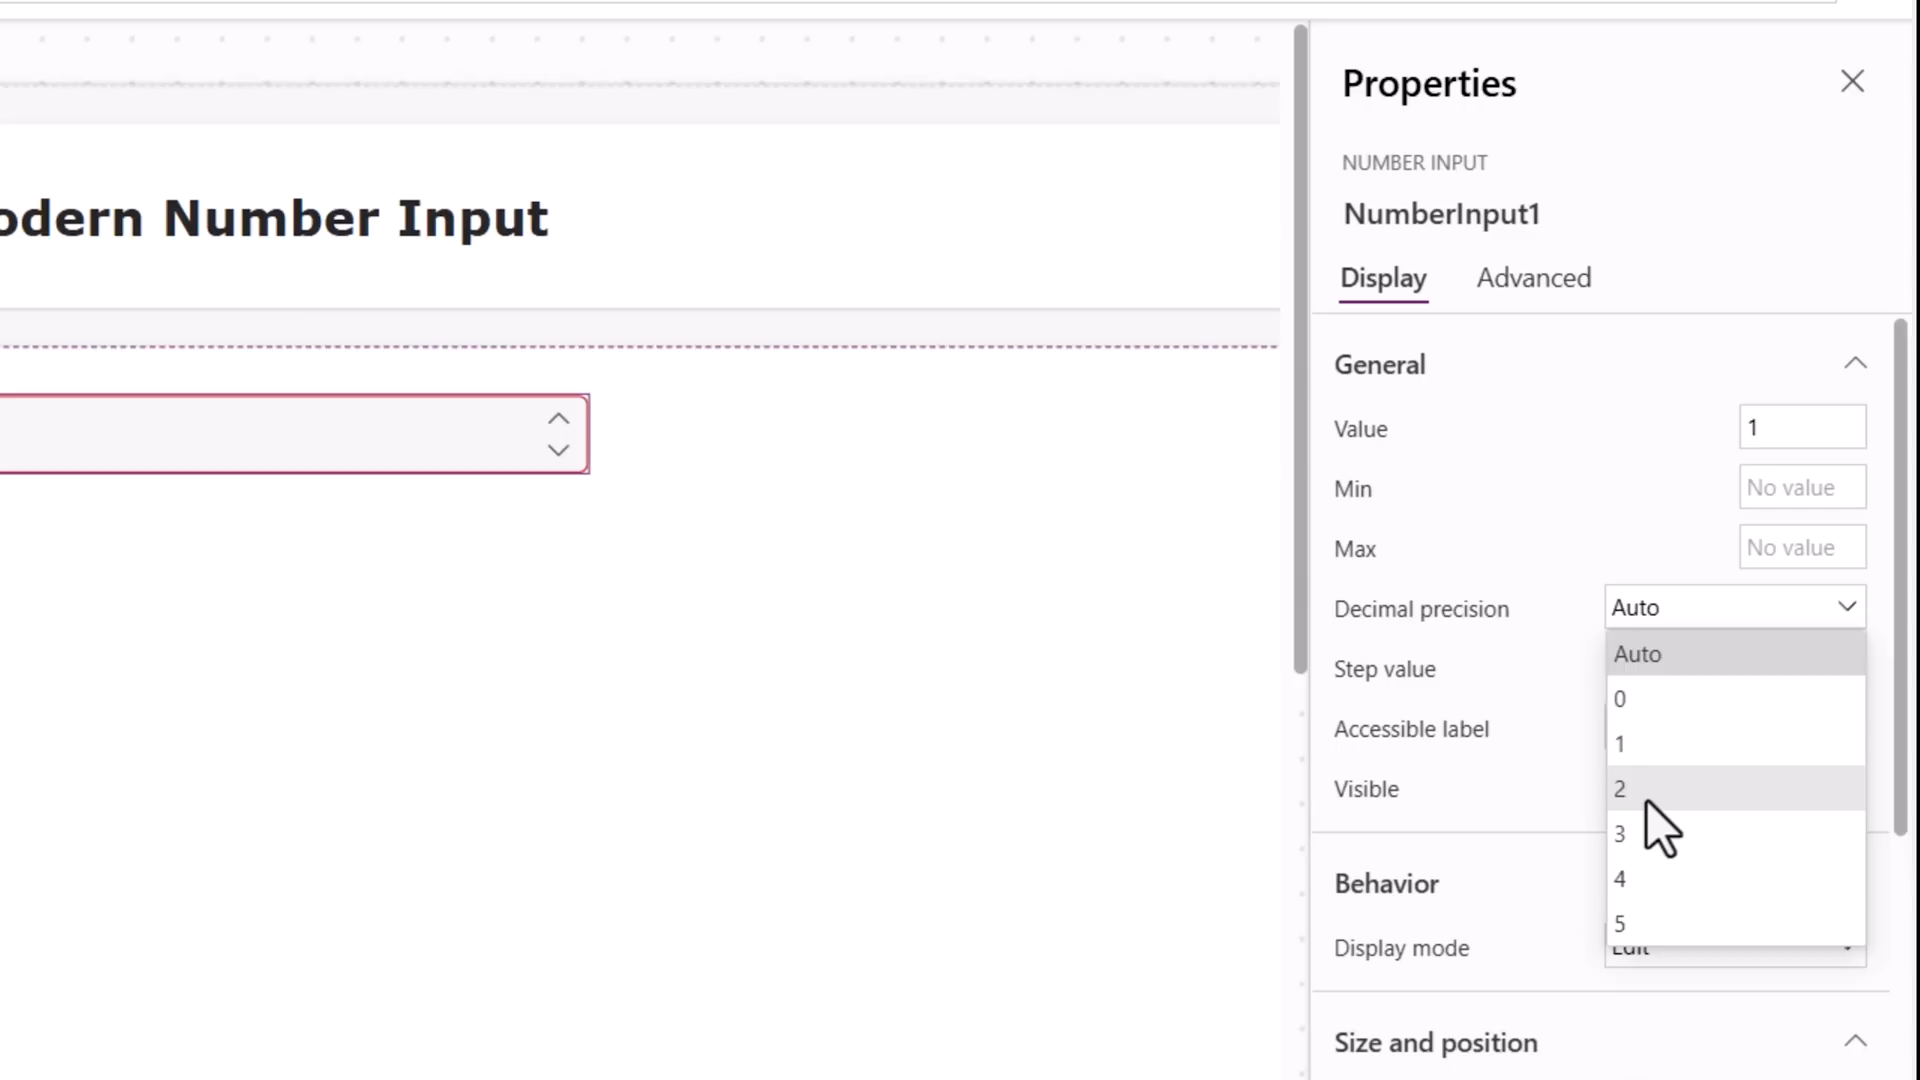 odern Number Input
Properties
NUMBER INPUT
NumberInput1
Display Advanced
General
Value 1
Min No value
Max No value
Decimal precision Auto
Auto
Step value
0
Accessible label
1
Visible
2
3
4
Behavior
5
Display mode Edit
Size and position